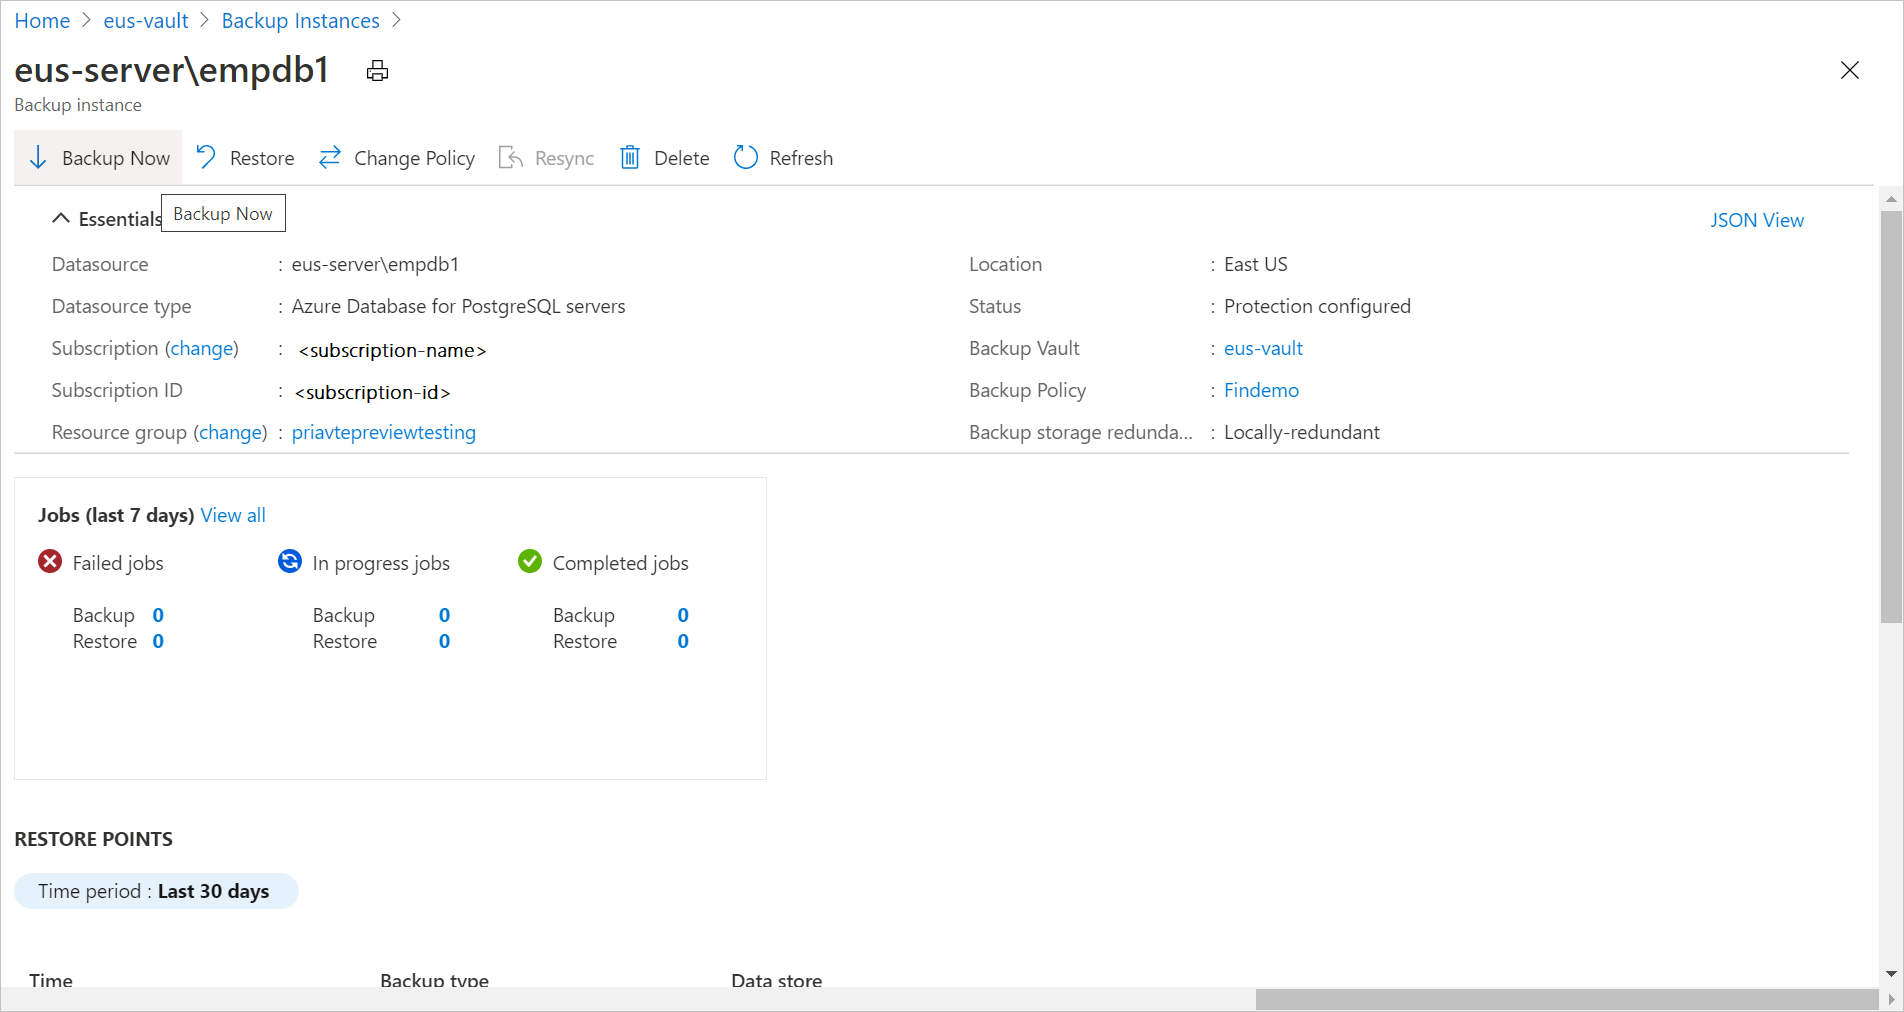 Home > eus-vault > Backup Instances >
eus-server\empdb1
Backup instance
Backup Now Restore Change Policy Resync Delete Refresh
Backup Now
Essentials JSON View
Datasource : eus-server\empdb1 Location : East US
Datasource type : Azure Database for PostgreSQL servers Status : Protection configured
Subscription (change) : <subscription-name> Backup Vault : eus-vault
Subscription ID : <subscription-id> Backup Policy : Findemo
Resource group (change) : priavtepreviewtesting Backup storage redunda... : Locally-redundant
Jobs (last 7 days) View all
Failed jobs In progress jobs Completed jobs
Backup 0 Backup 0 Backup 0
Restore 0 Restore 0 Restore 0
RESTORE POINTS
Time period : Last 30 days
Time Backup type Data store